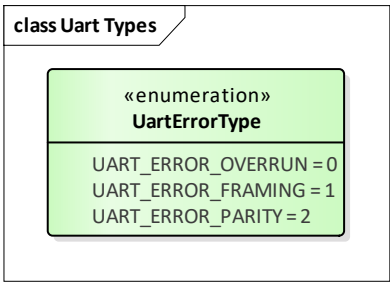 class Uart Types
«enumeration»
UartErrorType
UART_ERROR_OVERRUN = 0
UART_ERROR_FRAMING = 1
UART_ERROR_PARITY = 2